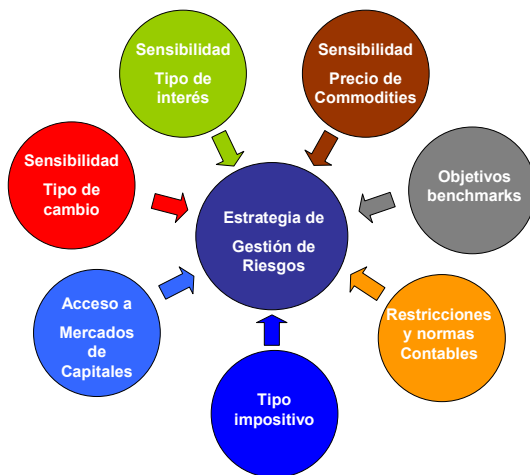 Sensibilidad
Tipo de
interés
Sensibilidad
Precio de
Commodities
Sensibilidad
Tipo de
cambio
Objetivos
benchmarks
Estrategia de
Gestión de
Riesgos
Acceso a
Mercados
de
Capitales
Restricciones
y normas
Contables
Tipo
impositivo